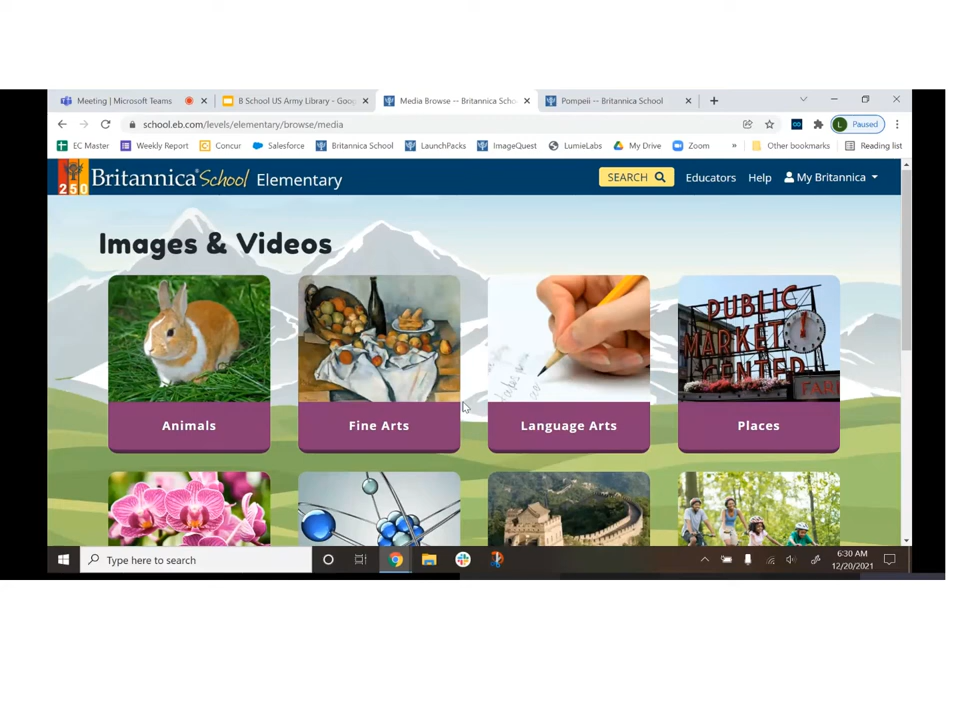 Meeting | Microsoft Teams
B School US Army Library - Goo
Media Browse -- Britannica Scho
Pompeii -- Britannica School
school.eb.com/levels/elementary/browse/media
L Paused
EC Master Weekly Report Concur Salesforce Britannica School LaunchPacks ImageQuest LumieLabs My Drive Zoom » Other bookmarks Reading list
250 Britannica School Elementary
SEARCH Educators Help My Britannica
Images & Videos
PUBLIC
MARKET
CENTER
FAR
Animals Fine Arts Language Arts Places
Type here to search
6:30 AM
12/20/2021